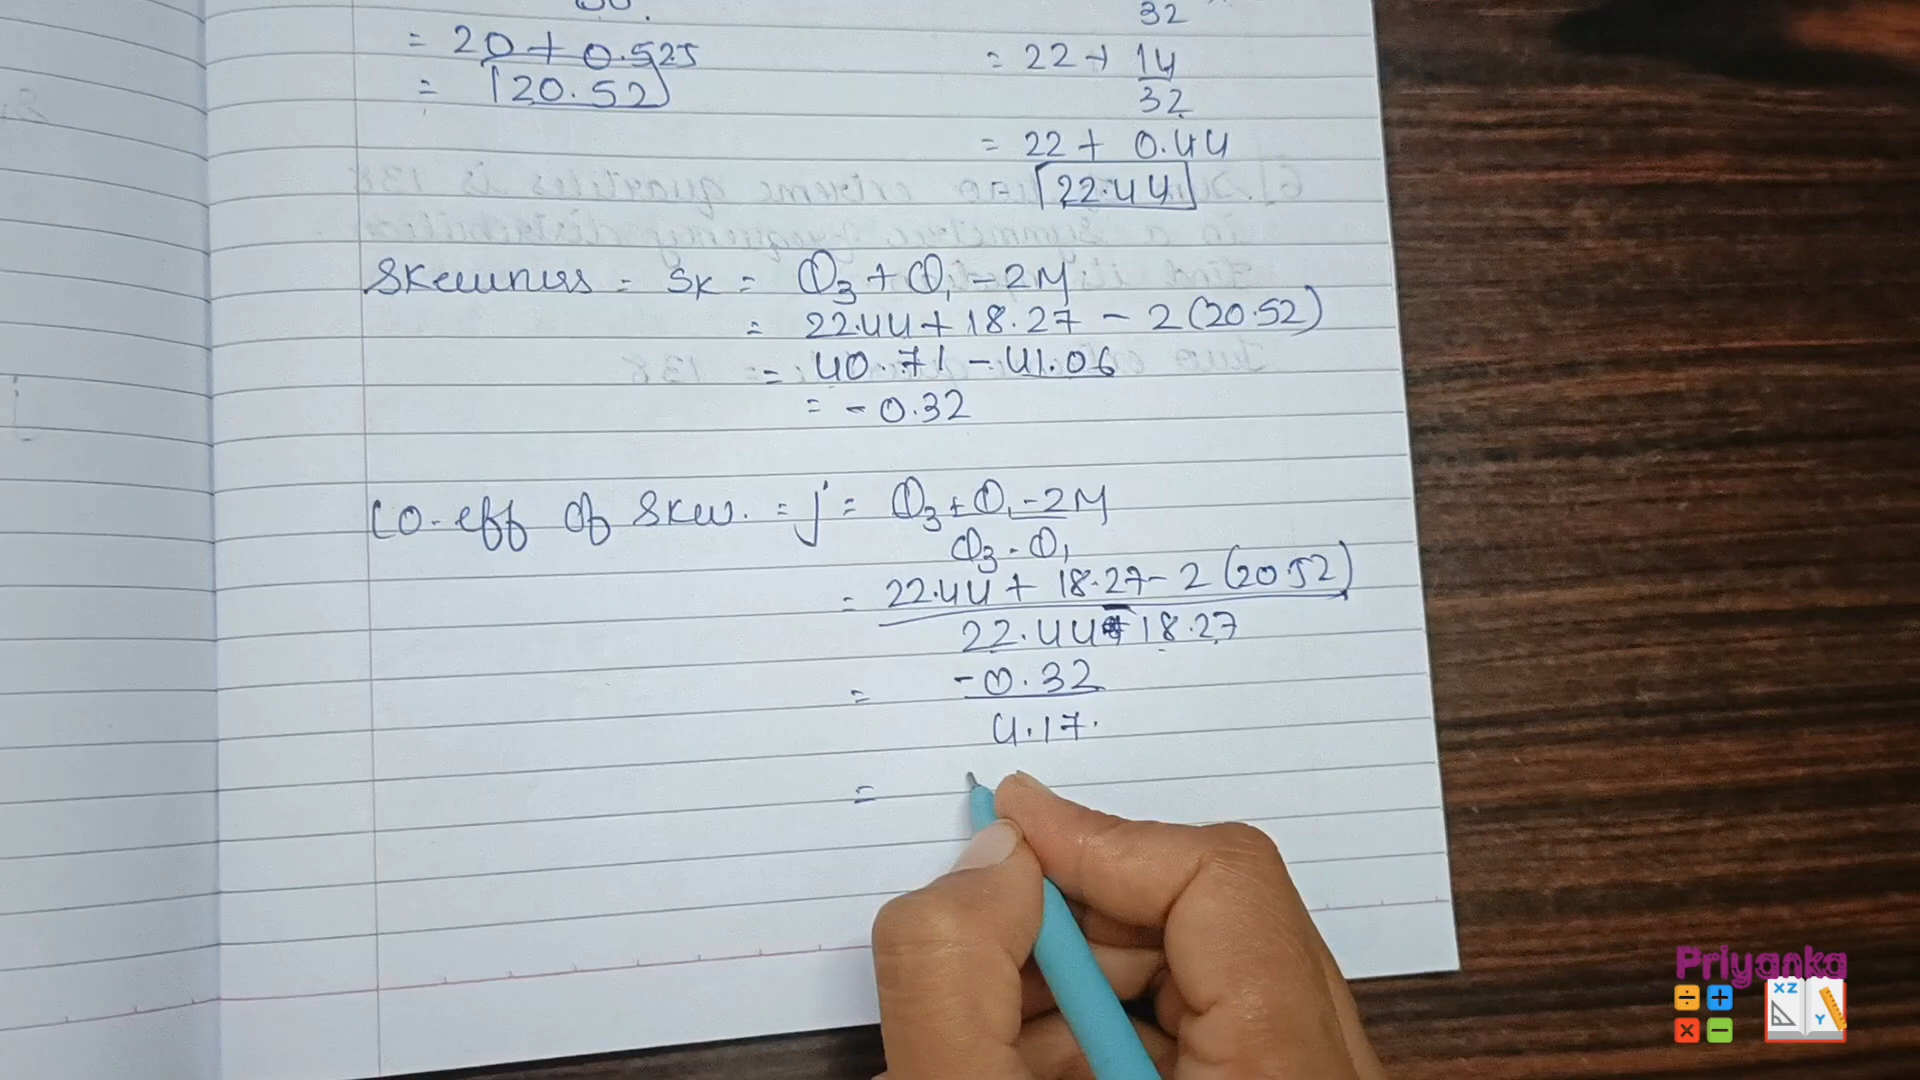 = 20 + 0.525
= 20.52
32
= 22 + 14
32
= 22 + 0.44
22.44
Skewness = SK = Q3 + Q1 - 2M
= 22.44 + 18.27 - 2(20.52)
= 40.71 - 41.06
= -0.32
Co-eff of Skew. = j = Q3 + Q1 - 2M
Q3 - Q1
= 22.44 + 18.27 - 2(20.52)
22.44 - 18.27
= -0.32
4.17.
=
Priyanka
XZ
Y